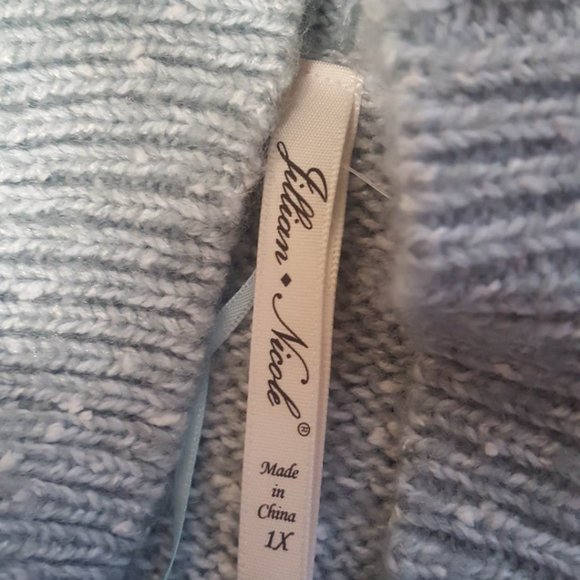 Jillian ♦ Nicole®
Made
in
China
1X